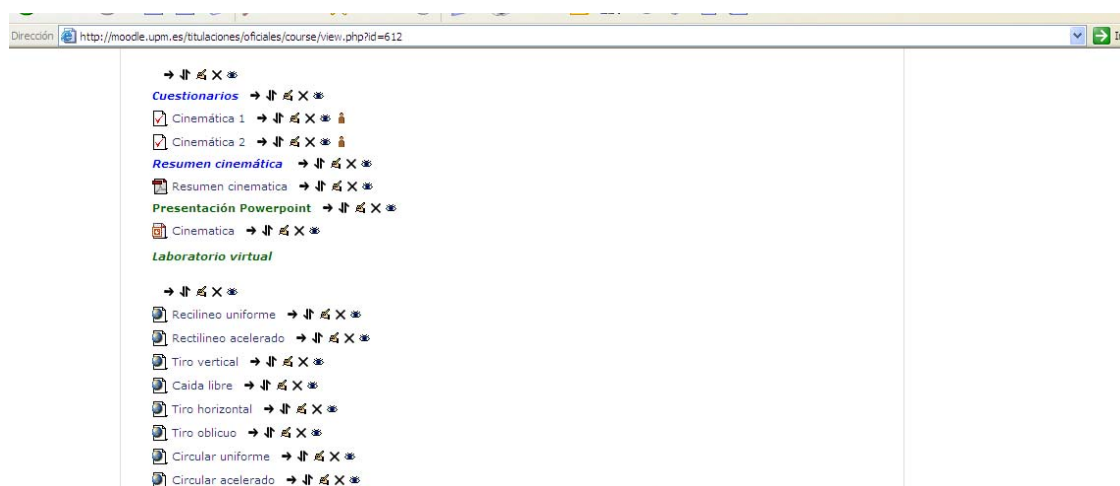 Dirección http://moodle.upm.es/titulaciones/oficiales/course/view.php?id=612
Cuestionarios
Cinemática 1
Cinemática 2
Resumen cinemática
Resumen cinematica
Presentación Powerpoint
Cinematica
Laboratorio virtual
Recilineo uniforme
Rectilineo acelerado
Tiro vertical
Caida libre
Tiro horizontal
Tiro oblicuo
Circular uniforme
Circular acelerado